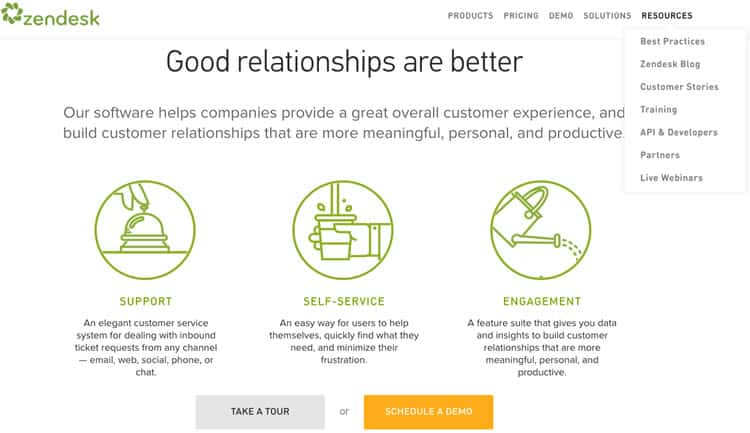 zendesk
PRODUCTS PRICING DEMO SOLUTIONS RESOURCES
Best Practices
Zendesk Blog
Customer Stories
Training
API & Developers
Partners
Live Webinars
Good relationships are better
Our software helps companies provide a great overall customer experience, and
build customer relationships that are more meaningful, personal, and productive.
SUPPORT
An elegant customer service
system for dealing with inbound
ticket requests from any channel
— email, web, social, phone, or
chat.
SELF-SERVICE
An easy way for users to help
themselves, quickly find what they
need, and minimize their
frustration.
ENGAGEMENT
A feature suite that gives you data
and insights to build customer
relationships that are more
meaningful, personal, and
productive.
TAKE A TOUR or SCHEDULE A DEMO